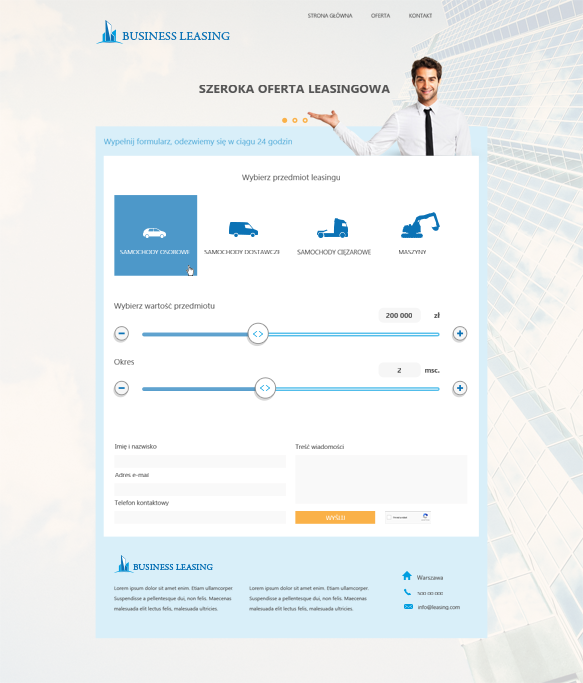 STRONA GŁÓWNA OFERTA KONTAKT
BUSINESS LEASING
SZEROKA OFERTA LEASINGOWA
Wypełnij formularz, odezwiemy się w ciągu 24 godzin
Wybierz przedmiot leasingu
SAMOCHODY OSOBOWE SAMOCHODY DOSTAWCZE SAMOCHODY CIĘŻAROWE MASZYNY
Wybierz wartość przedmiotu
200 000 zł
Okres
2 msc.
Imię i nazwisko
Adres e-mail
Telefon kontaktowy
Treść wiadomości
WYŚLIJ
BUSINESS LEASING
Lorem ipsum dolor sit amet enim. Etiam ullamcorper.
Suspendisse a pellentesque dui, non felis. Maecenas
malesuada elit lectus felis, malesuada ultricies.
Lorem ipsum dolor sit amet enim. Etiam ullamcorper.
Suspendisse a pellentesque dui, non felis. Maecenas
malesuada elit lectus felis, malesuada ultricies.
Warszawa
500 00 000
info@leasing.com